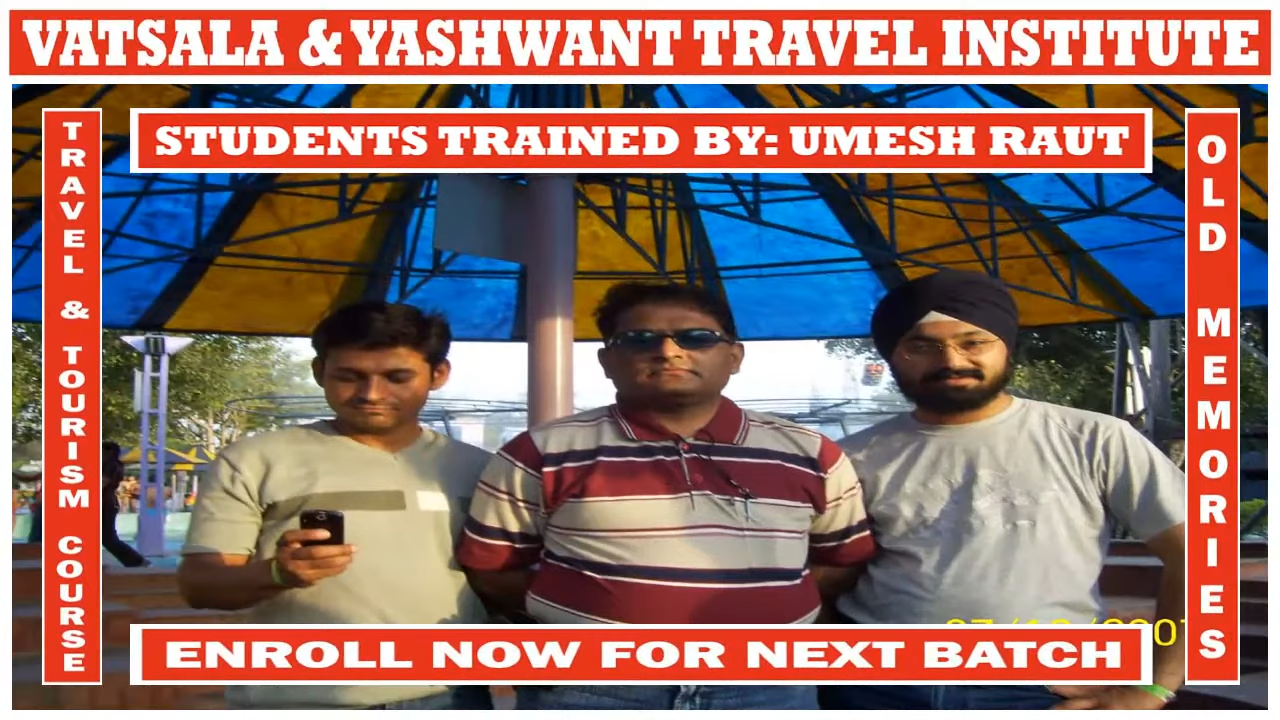 VATSALA & YASHWANT TRAVEL INSTITUTE
STUDENTS TRAINED BY: UMESH RAUT
TRAVEL & TOURISM COURSE
OLD MEMORIES
ENROLL NOW FOR NEXT BATCH